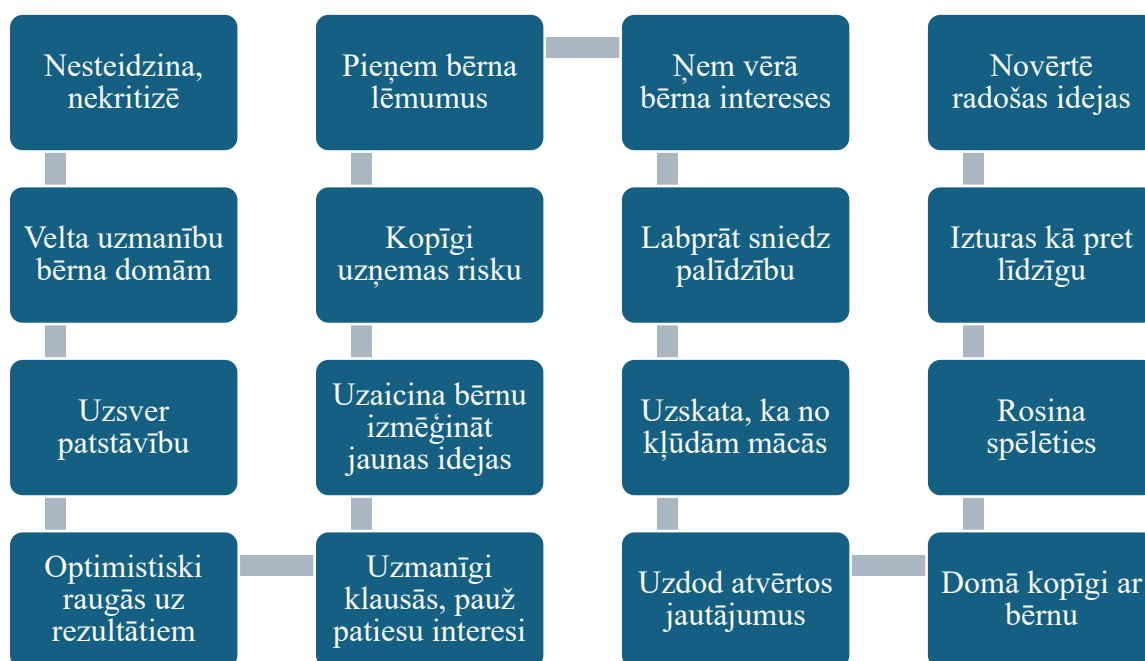 Nesteidzina,
nekritizē
Velta uzmanību
bērna domām
Uzsver
patstāvību
Optimistiski
raugās uz
rezultātiem
Uzmanīgi
klausās, pauž
patiesu interesi
Uzaicina bērnu
izmēģināt
jaunas idejas
Kopīgi
uzņemas risku
Pieņem bērna
lēmumus
Ņem vērā
bērna intereses
Labprāt sniedz
palīdzību
Uzskata, ka no
kļūdām mācās
Uzdod atvērtos
jautājumus
Domā kopīgi ar
bērnu
Rosina
spēlēties
Izturas kā pret
līdzīgu
Novērtē
radošas idejas